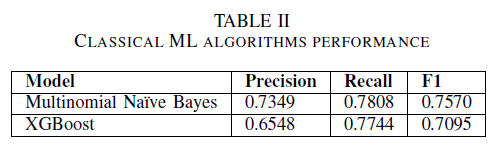 TABLE II
CLASSICAL ML ALGORITHMS PERFORMANCE
Model Precision Recall F1
Multinomial Naïve Bayes 0.7349 0.7808 0.7570
XGBoost 0.6548 0.7744 0.7095